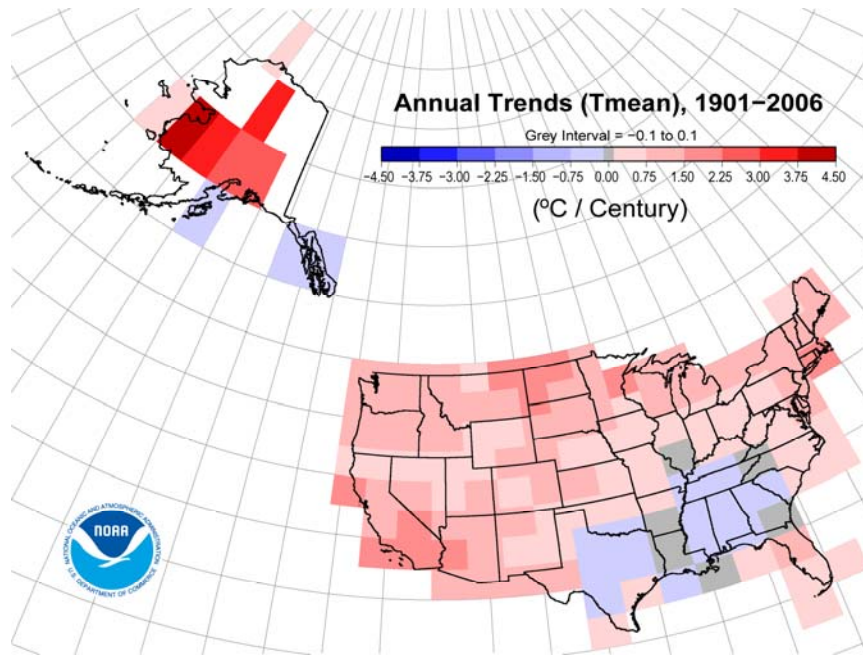 Annual Trends (Tmean), 1901−2006
Grey Interval = −0.1 to 0.1
−4.50 −3.75 −3.00 −2.25 −1.50 −0.75 0.00 0.75 1.50 2.25 3.00 3.75 4.50
(ºC / Century)
NATIONAL OCEANIC AND ATMOSPHERIC ADMINISTRATION
NOAA
U.S. DEPARTMENT OF COMMERCE